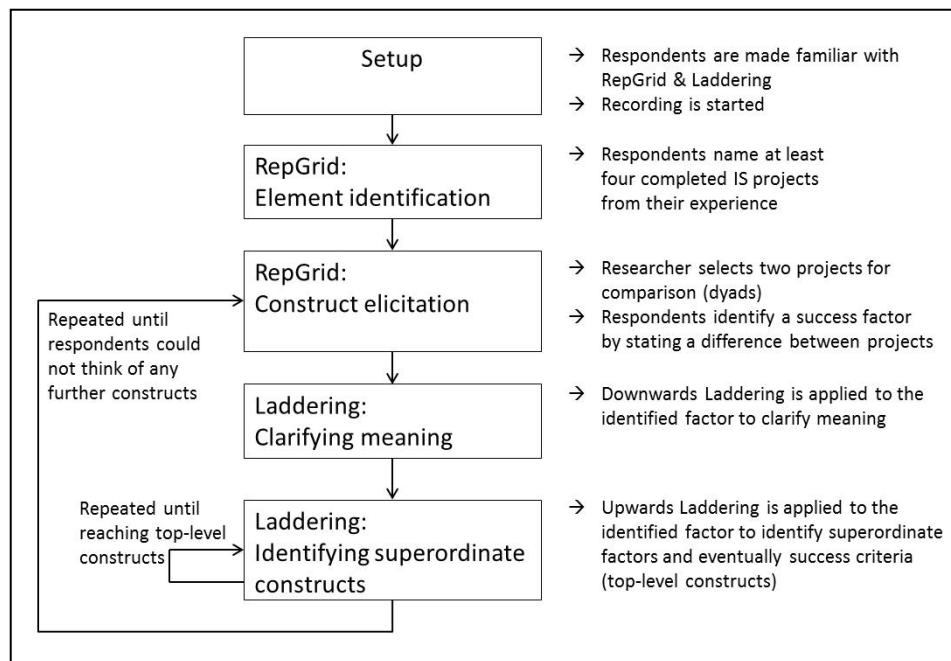 Setup
→ Respondents are made familiar with
RepGrid & Laddering
→ Recording is started
RepGrid:
Element identification
→ Respondents name at least
four completed IS projects
from their experience
RepGrid:
Construct elicitation
→ Researcher selects two projects for
comparison (dyads)
→ Respondents identify a success factor
by stating a difference between projects
Repeated until
respondents could
not think of any
further constructs
Laddering:
Clarifying meaning
→ Downwards Laddering is applied to the
identified factor to clarify meaning
Repeated until
reaching top-level
constructs
Laddering:
Identifying superordinate
constructs
→ Upwards Laddering is applied to the
identified factor to identify superordinate
factors and eventually success criteria
(top-level constructs)